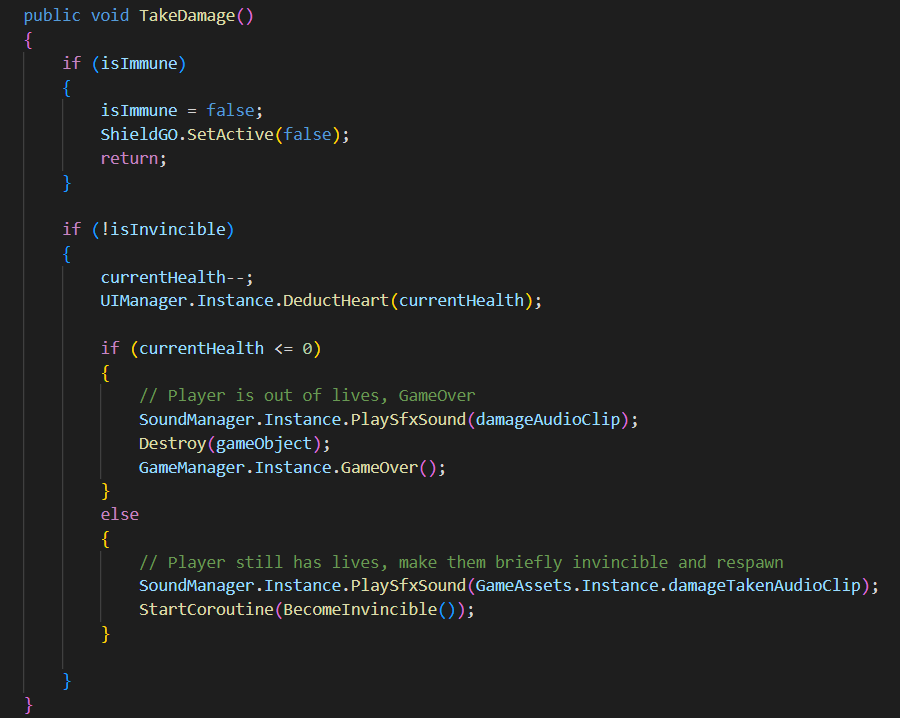 public void TakeDamage()
{
    if (isImmune)
    {
        isImmune = false;
        ShieldGO.SetActive(false);
        return;
    }

    if (!isInvincible)
    {
        currentHealth--;
        UIManager.Instance.DeductHeart(currentHealth);

        if (currentHealth <= 0)
        {
            // Player is out of lives, GameOver
            SoundManager.Instance.PlaySfxSound(damageAudioClip);
            Destroy(gameObject);
            GameManager.Instance.GameOver();
        }
        else
        {
            // Player still has lives, make them briefly invincible and respawn
            SoundManager.Instance.PlaySfxSound(GameAssets.Instance.damageTakenAudioClip);
            StartCoroutine(BecomeInvincible());
        }

    }
}